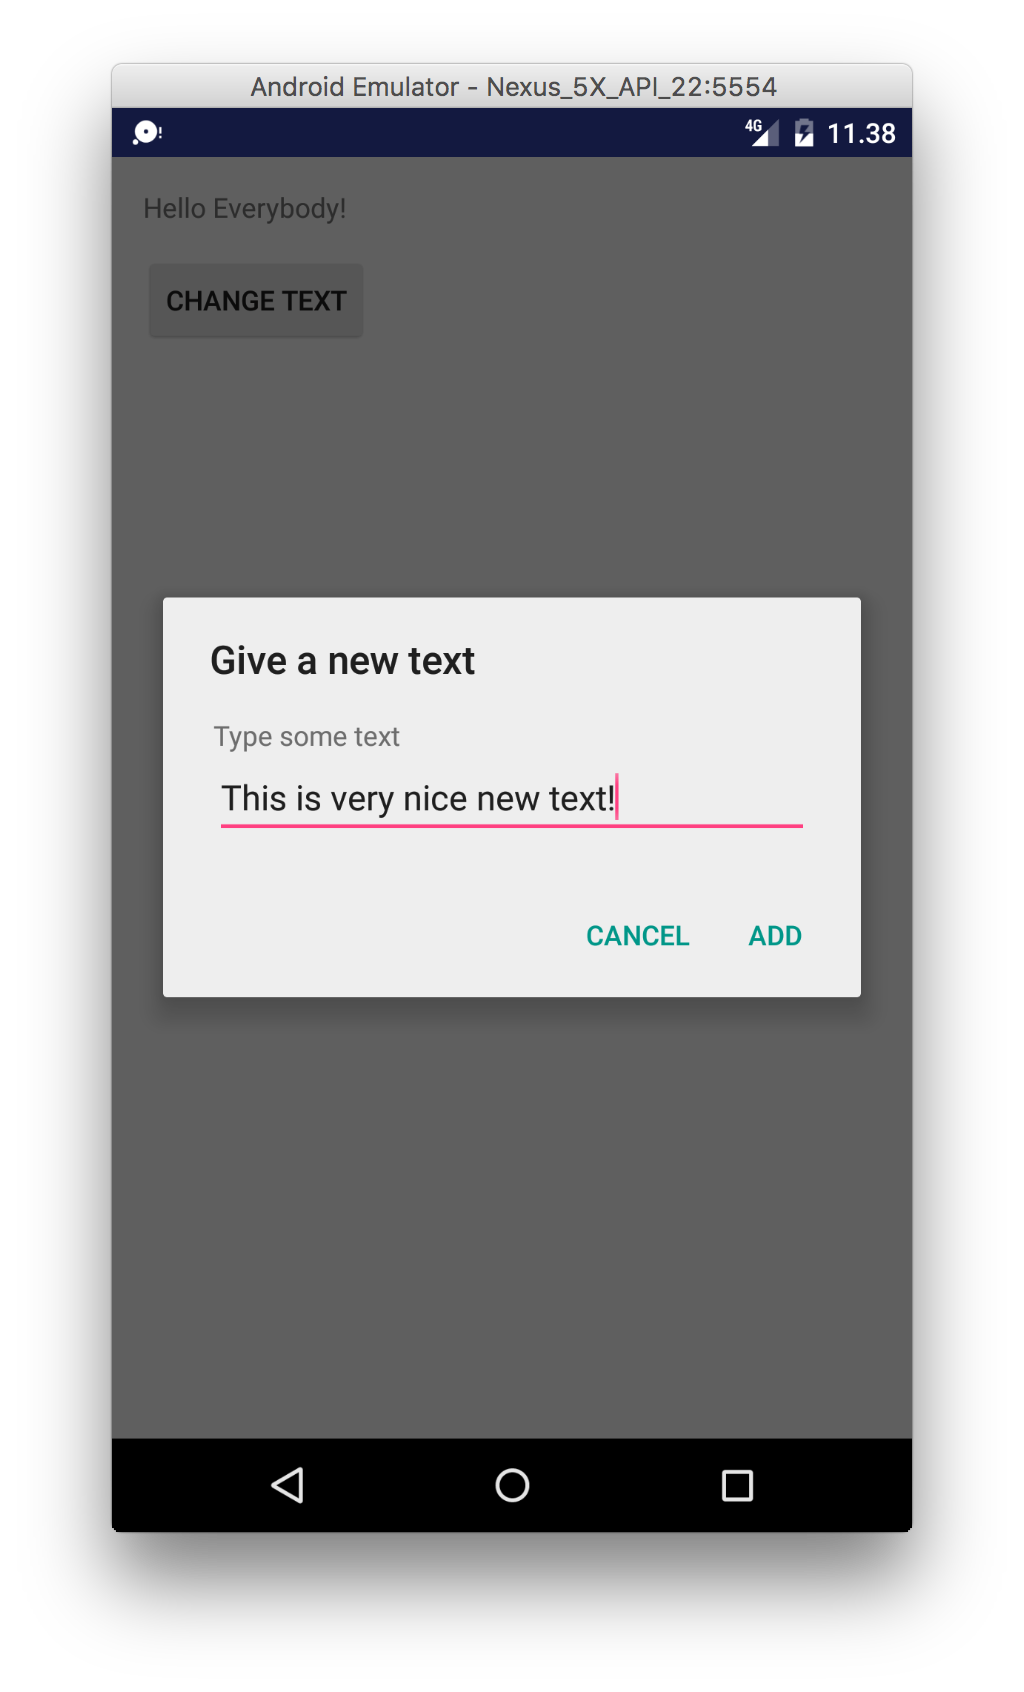 Android Emulator - Nexus_5X_API_22:5554
4G 11.38
Hello Everybody!
CHANGE TEXT
Give a new text
Type some text
This is very nice new text!
CANCEL ADD